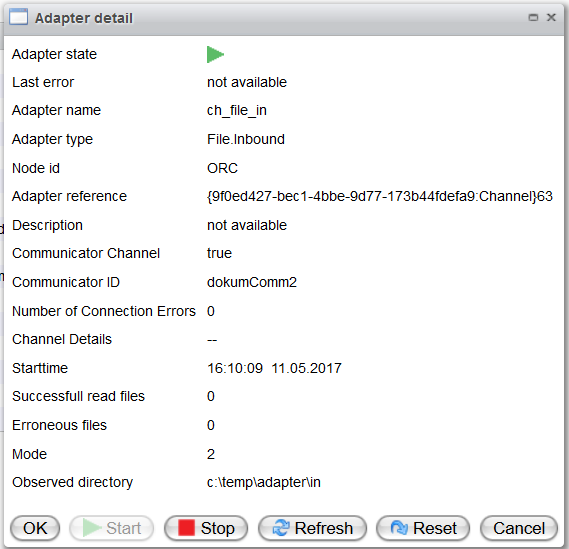 Adapter detail
Adapter state
Last error not available
Adapter name ch_file_in
Adapter type File.Inbound
Node id ORC
Adapter reference {9f0ed427-bec1-4bbe-9d77-173b44fdefa9:Channel}63
Description not available
Communicator Channel true
Communicator ID dokumComm2
Number of Connection Errors 0
Channel Details --
Starttime 16:10:09 11.05.2017
Successfull read files 0
Erroneous files 0
Mode 2
Observed directory c:\temp\adapter\in
OK Start Stop Refresh Reset Cancel